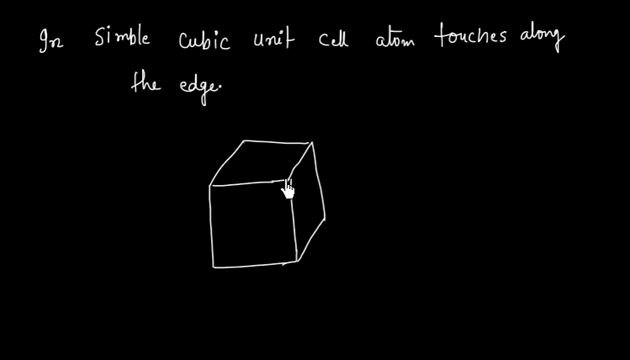 In simble cubic unit cell atom touches along
the edge.